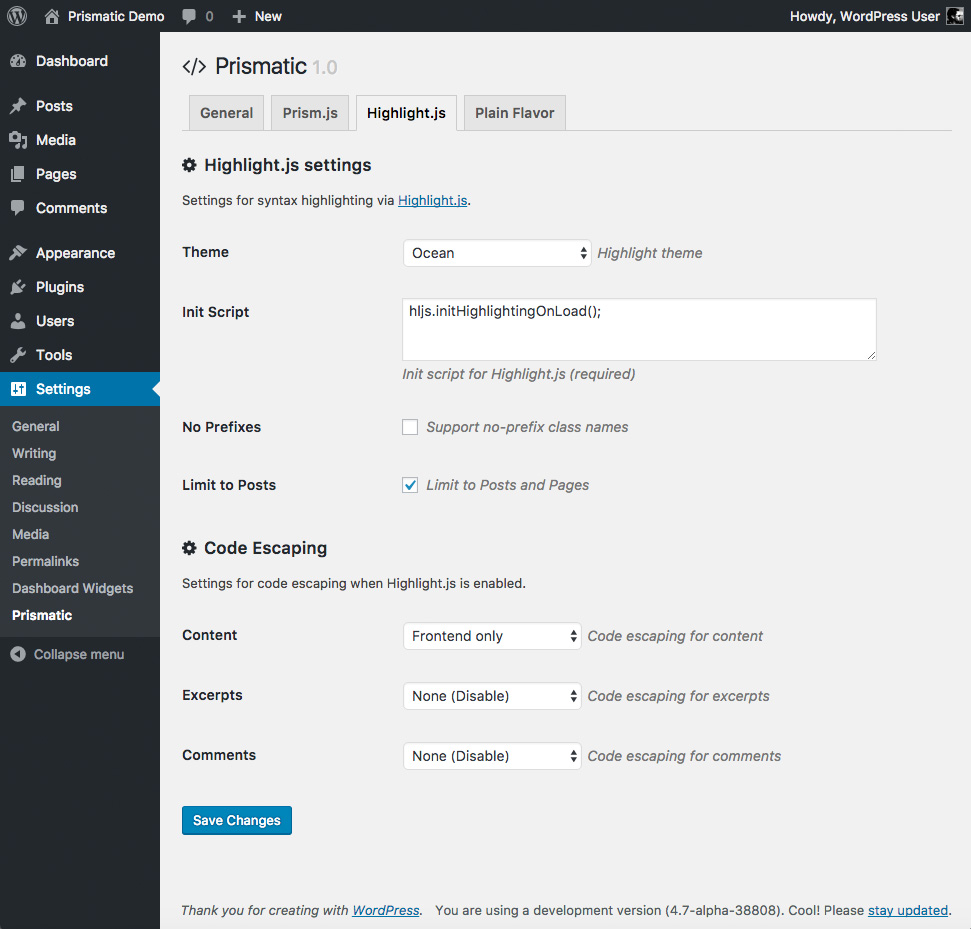 Prismatic Demo 0 New Howdy, WordPress User
Dashboard
Posts
Media
Pages
Comments
Appearance
Plugins
Users
Tools
Settings
General
Writing
Reading
Discussion
Media
Permalinks
Dashboard Widgets
Prismatic
Collapse menu
</> Prismatic 1.0
General Prism.js Highlight.js Plain Flavor
Highlight.js settings
Settings for syntax highlighting via Highlight.js.
Theme Ocean Highlight theme
Init Script hljs.initHighlightingOnLoad();
Init script for Highlight.js (required)
No Prefixes Support no-prefix class names
Limit to Posts Limit to Posts and Pages
Code Escaping
Settings for code escaping when Highlight.js is enabled.
Content Frontend only Code escaping for content
Excerpts None (Disable) Code escaping for excerpts
Comments None (Disable) Code escaping for comments
Save Changes
Thank you for creating with WordPress. You are using a development version (4.7-alpha-38808). Cool! Please stay updated.